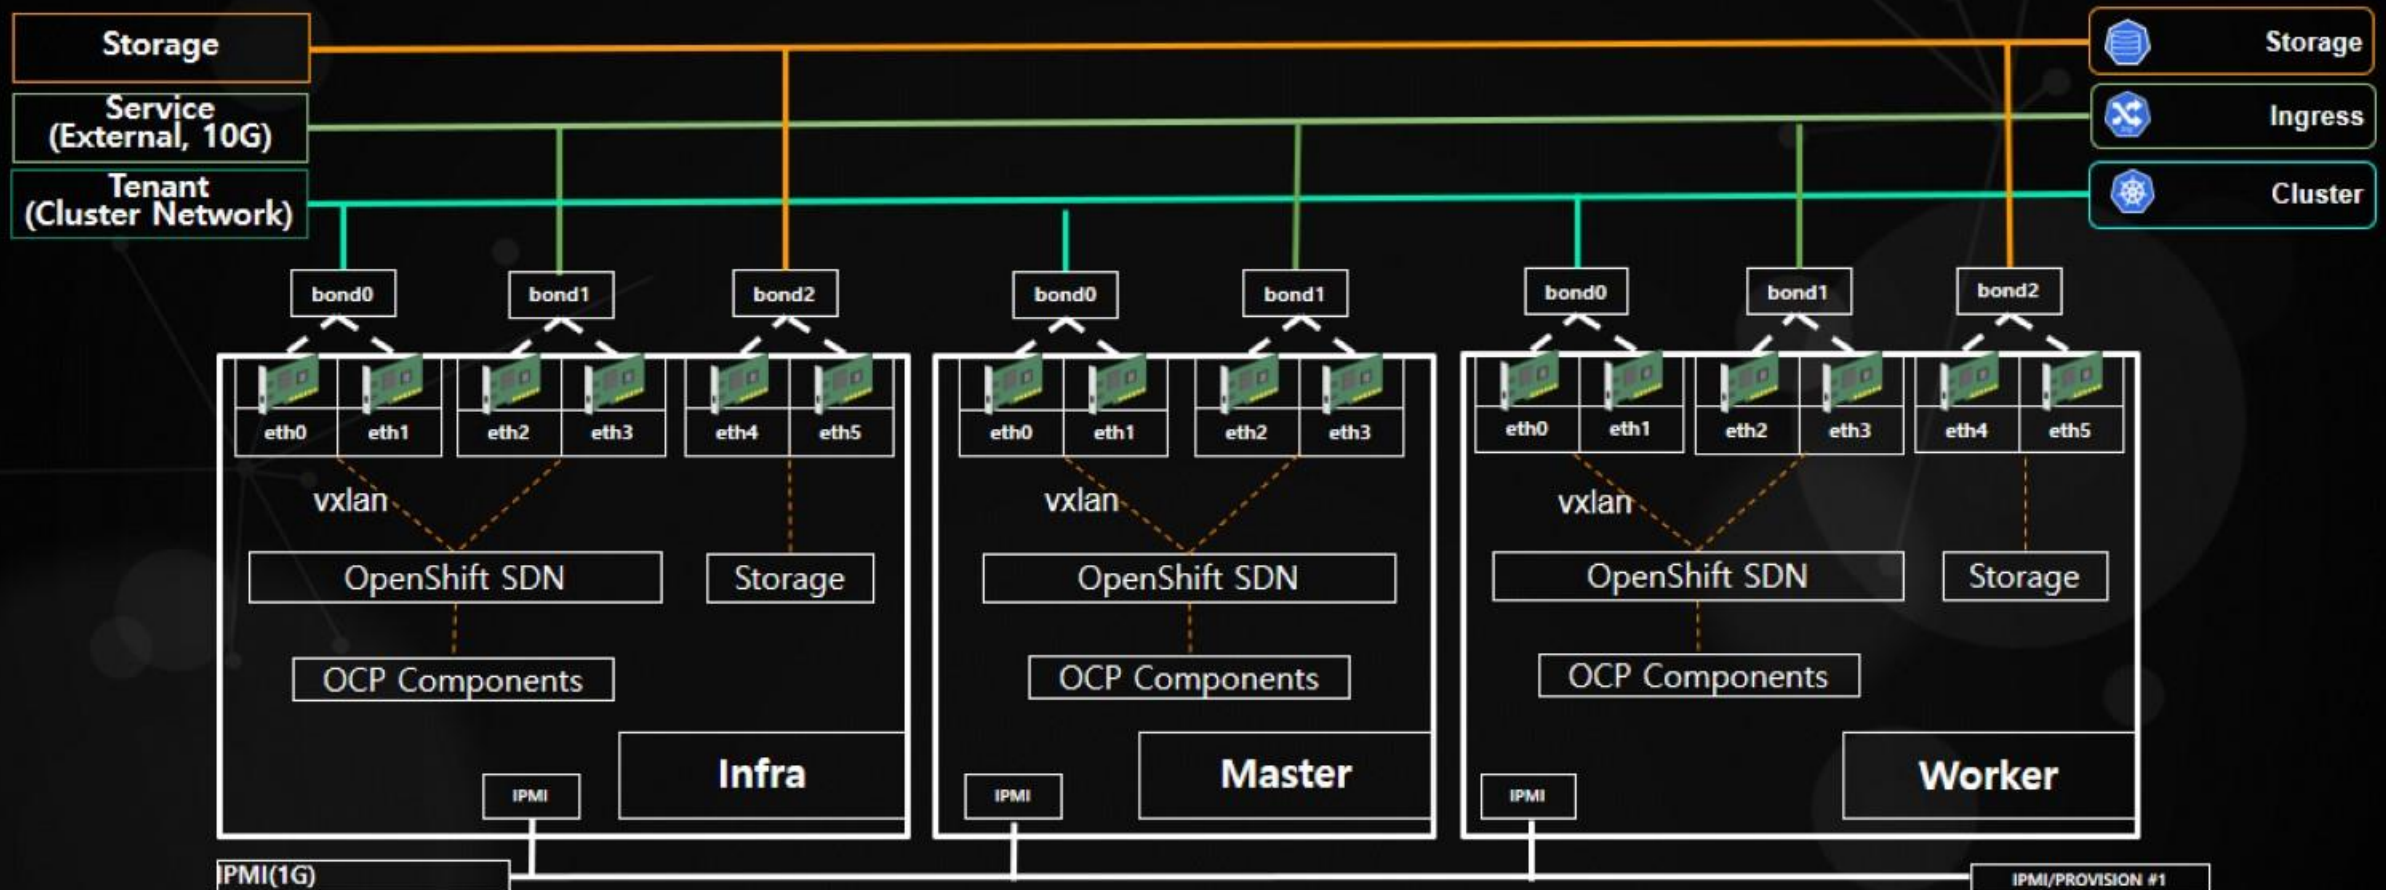 Storage
Storage
Service
(External, 10G)
Ingress
Tenant
(Cluster Network)
Cluster
bond0
bond1
bond2
bond0
bond1
bond0
bond1
bond2
eth0
eth1
eth2
eth3
eth4
eth5
eth0
eth1
eth2
eth3
eth0
eth1
eth2
eth3
eth4
eth5
vxlan
vxlan
vxlan
OpenShift SDN
Storage
OpenShift SDN
OpenShift SDN
Storage
OCP Components
OCP Components
OCP Components
Infra
Master
Worker
IPMI
IPMI
IPMI
IPMI(1G)
IPMI/PROVISION #1